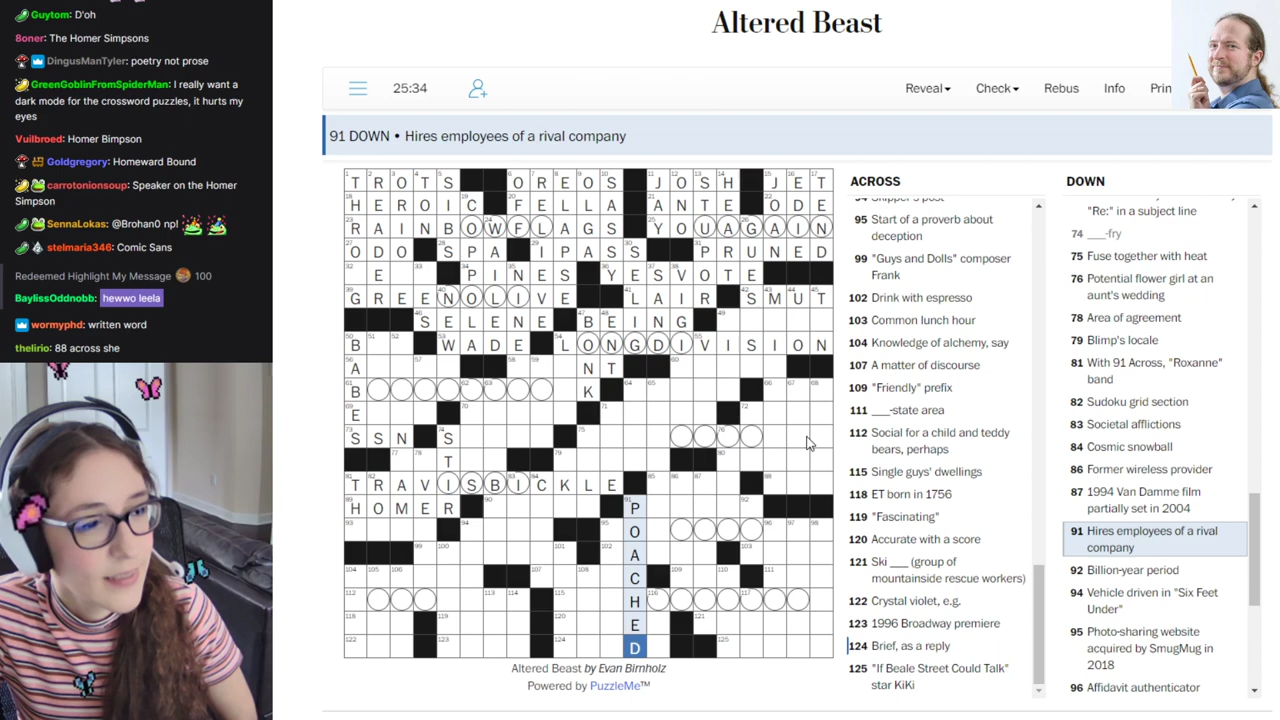 Guytom: D'oh
8oner: The Homer Simpsons
DingusManTyler: poetry not prose
GreenGoblinFromSpiderMan: I really want a
dark mode for the crossword puzzles, it hurts my
eyes
Vuilbroed: Homer Bimpson
Goldgregory: Homeward Bound
carrotonionsoup: Speaker on the Homer
Simpson
SennaLokas: @Brohan0 np!
stelmaria346: Comic Sans
Redeemed Highlight My Message 100
BaylissOddnobb: hewwo leela
wormyphd: written word
thelirio: 88 across she
Altered Beast
25:34
Reveal
Check
Rebus
Info
Prin
91 DOWN • Hires employees of a rival company
T R O T S O R E O S J O S H J E T
H E R O I C F E L L A A N T E O D E
R A I N B O W F L A G S Y O U A G A I N
O D O S P A I P A S S P R U N E D
E P I N E S Y E S V O T E
G R E E N O L I V E L A I R S M U T
S E L E N E B E I N G
B W A D E L O N G D I V I S I O N
A N T
B K
E
S S N S
T
T R A V I S B I C K L E
H O M E R P
O
A
C
H
E
D
Altered Beast by Evan Birnholz
Powered by PuzzleMe™
ACROSS
94 Skipper's post
95 Start of a proverb about
deception
99 "Guys and Dolls" composer
Frank
102 Drink with espresso
103 Common lunch hour
104 Knowledge of alchemy, say
107 A matter of discourse
109 "Friendly" prefix
111 ___-state area
112 Social for a child and teddy
bears, perhaps
115 Single guys' dwellings
118 ET born in 1756
119 "Fascinating"
120 Accurate with a score
121 Ski ___ (group of
mountainside rescue workers)
122 Crystal violet, e.g.
123 1996 Broadway premiere
124 Brief, as a reply
125 "If Beale Street Could Talk"
star KiKi
DOWN
"Re:" in a subject line
74 ___-fry
75 Fuse together with heat
76 Potential flower girl at an
aunt's wedding
78 Area of agreement
79 Blimp's locale
81 With 91 Across, "Roxanne"
band
82 Sudoku grid section
83 Societal afflictions
84 Cosmic snowball
86 Former wireless provider
87 1994 Van Damme film
partially set in 2004
91 Hires employees of a rival
company
92 Billion-year period
94 Vehicle driven in "Six Feet
Under"
95 Photo-sharing website
acquired by SmugMug in
2018
96 Affidavit authenticator